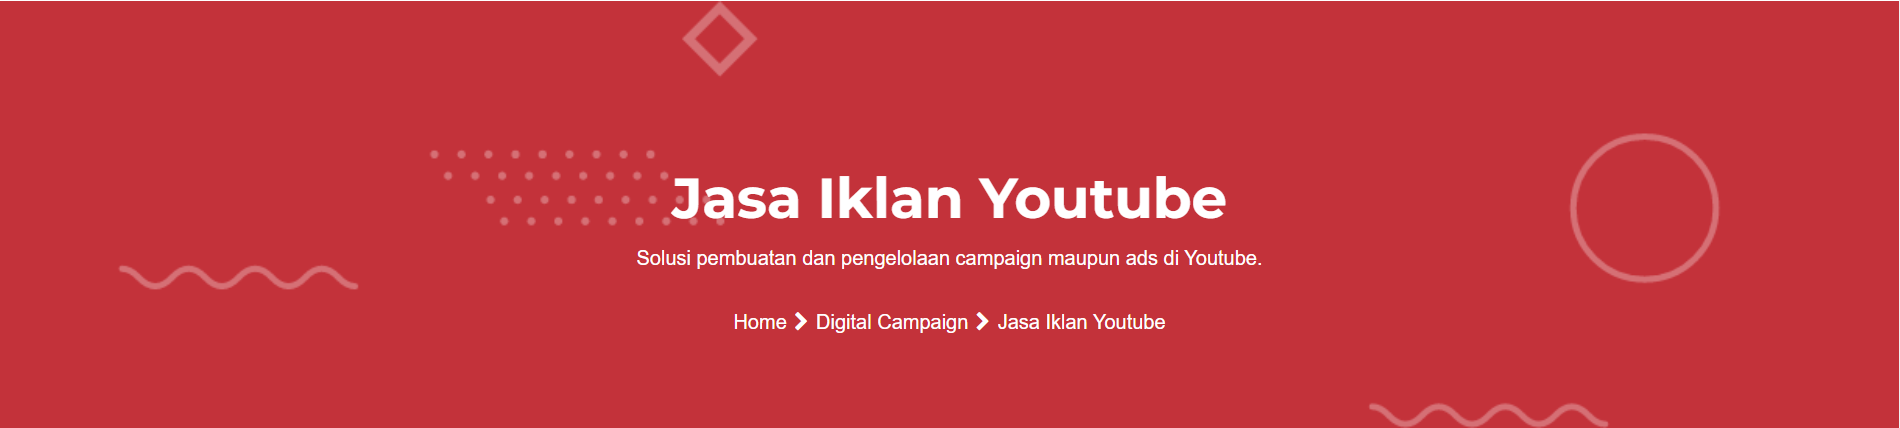 Jasa Iklan Youtube
Solusi pembuatan dan pengelolaan campaign maupun ads di Youtube.
Home > Digital Campaign > Jasa Iklan Youtube